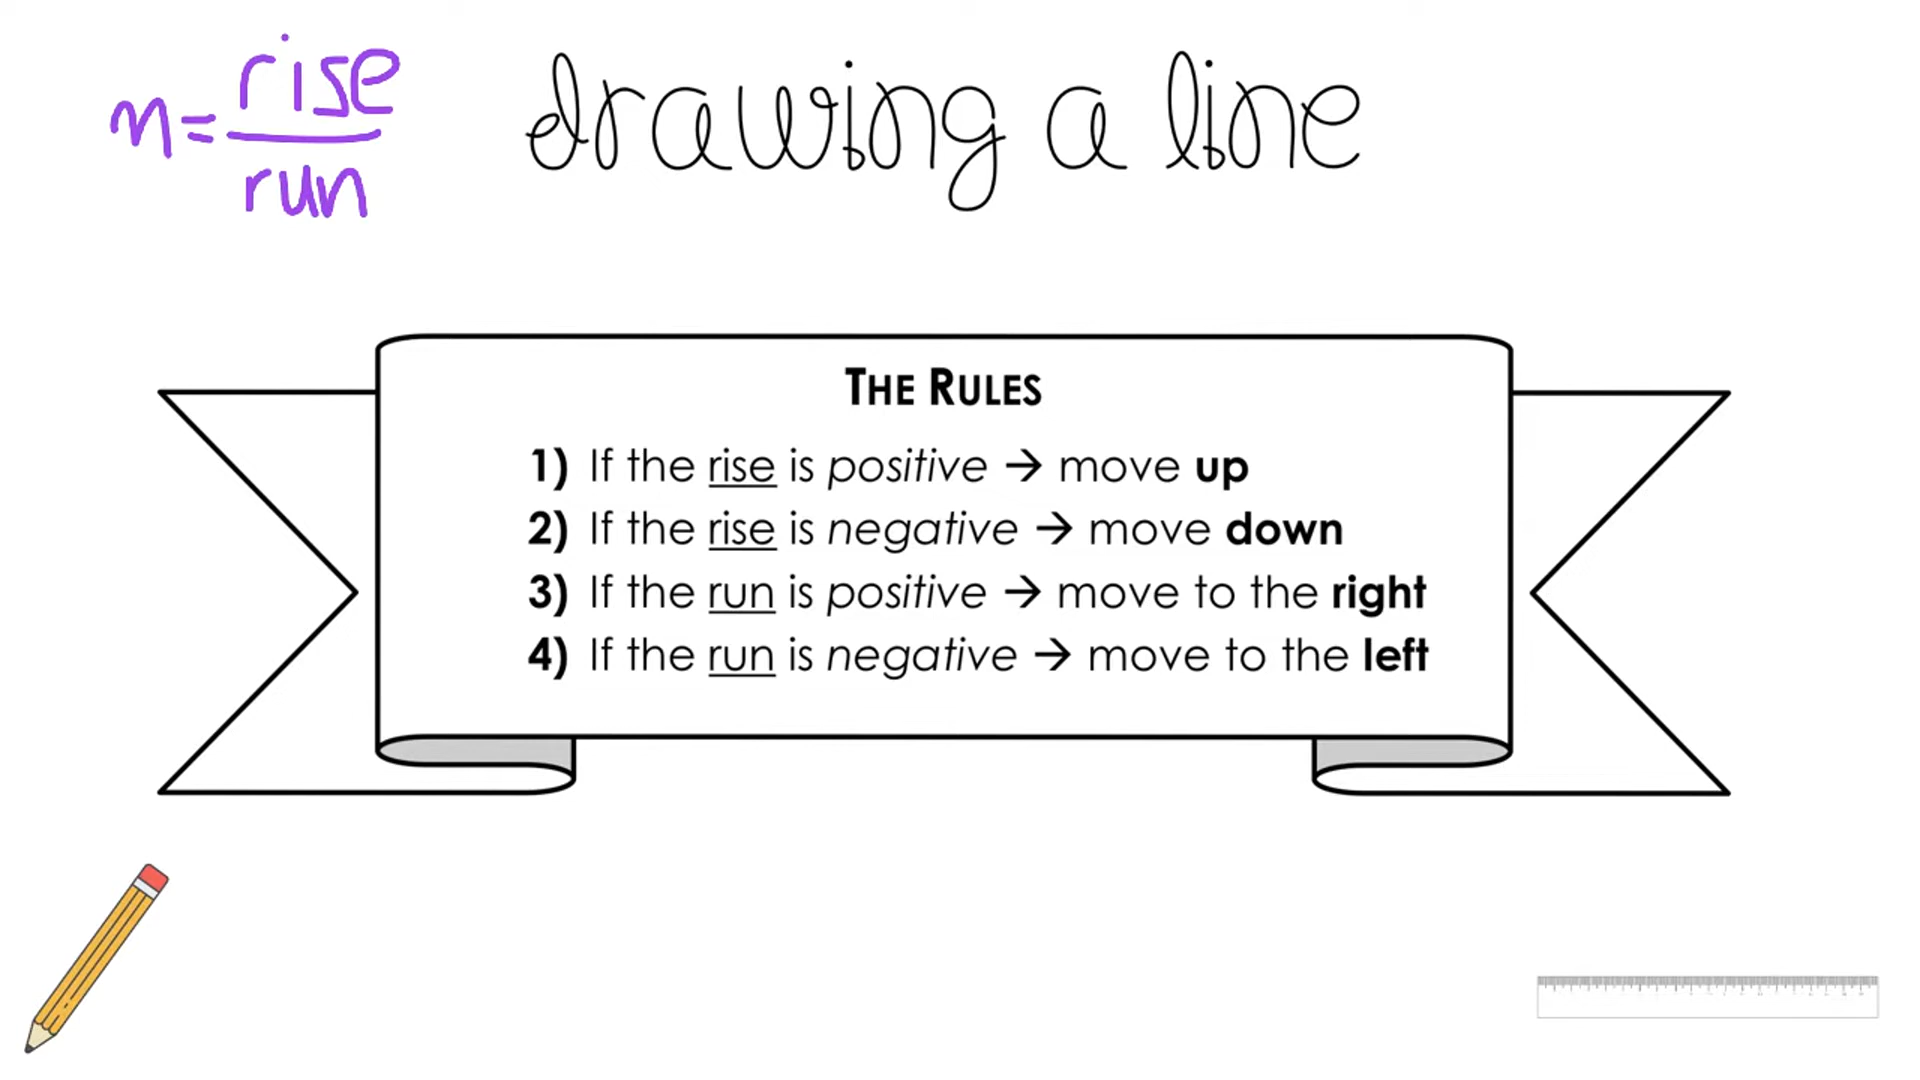 m = rise
run
drawing a line
THE RULES
1) If the rise is positive → move up
2) If the rise is negative → move down
3) If the run is positive → move to the right
4) If the run is negative → move to the left